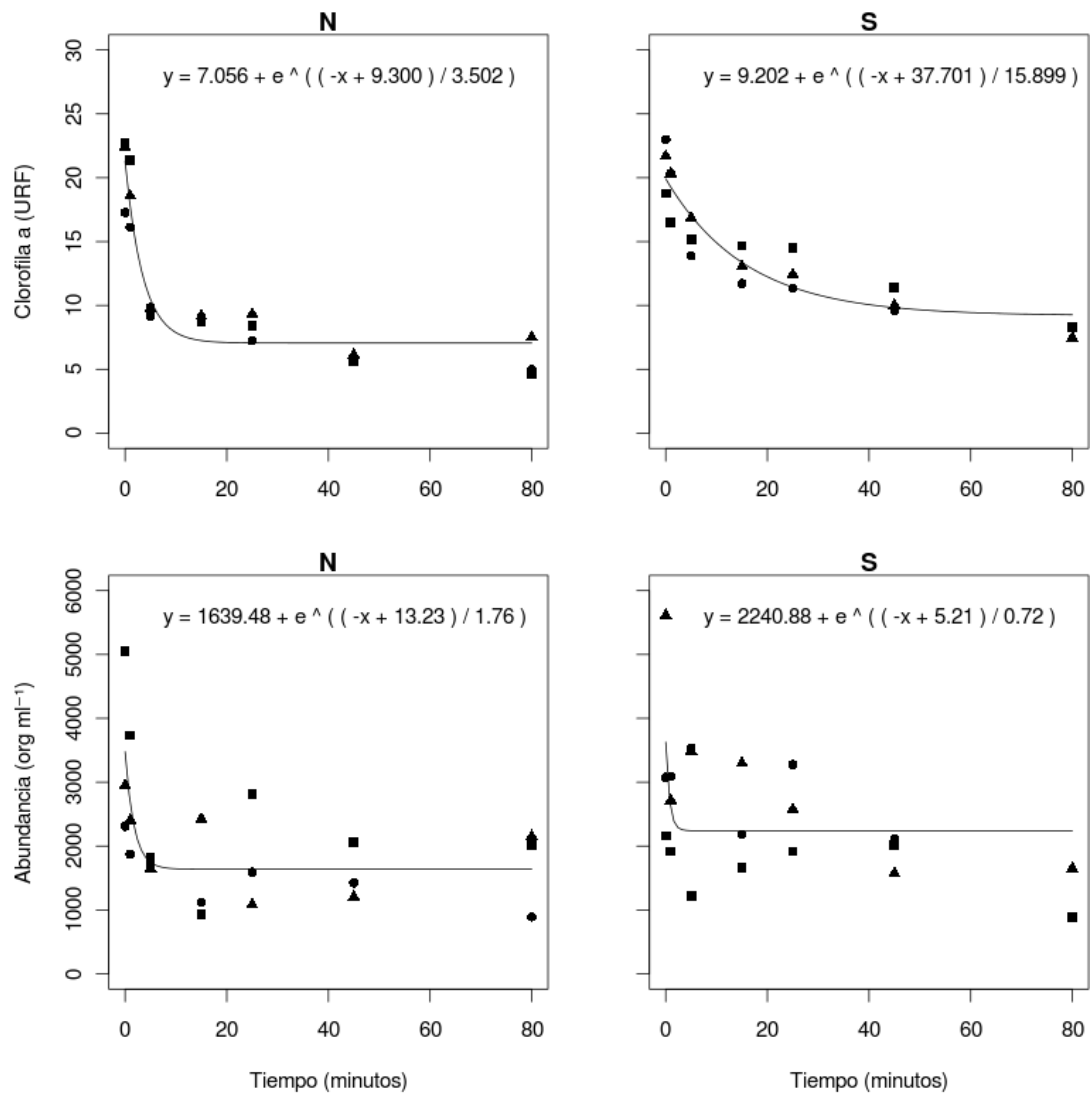 N
y = 7.056 + e ^ ( ( -x + 9.300 ) / 3.502 )
30
25
20
15
10
5
0
Clorofila a (URF)
0 20 40 60 80
S
y = 9.202 + e ^ ( ( -x + 37.701 ) / 15.899 )
0 20 40 60 80
N
y = 1639.48 + e ^ ( ( -x + 13.23 ) / 1.76 )
6000
5000
4000
3000
2000
1000
0
Abundancia (org ml⁻¹)
0 20 40 60 80
Tiempo (minutos)
S
y = 2240.88 + e ^ ( ( -x + 5.21 ) / 0.72 )
0 20 40 60 80
Tiempo (minutos)